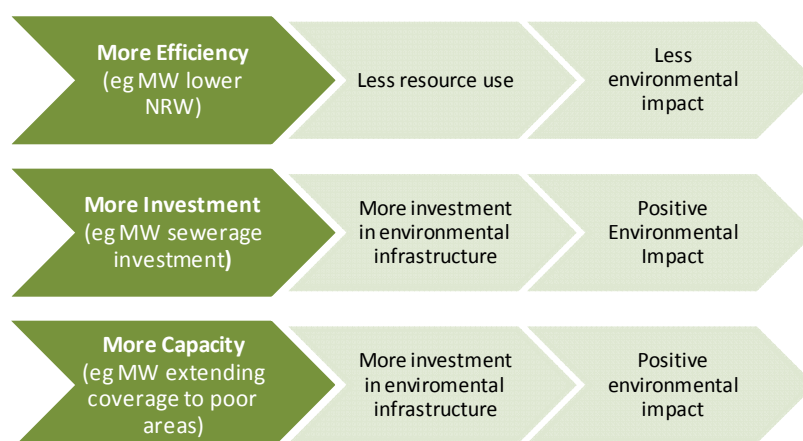 More Efficiency
(eg MW lower
NRW)
Less resource use
Less
environmental
impact
More Investment
(eg MW sewerage
investment)
More investment
in environmental
infrastructure
Positive
Environmental
Impact
More Capacity
(eg MW extending
coverage to poor
areas)
More investment
in enviromental
infrastructure
Positive
environmental
impact